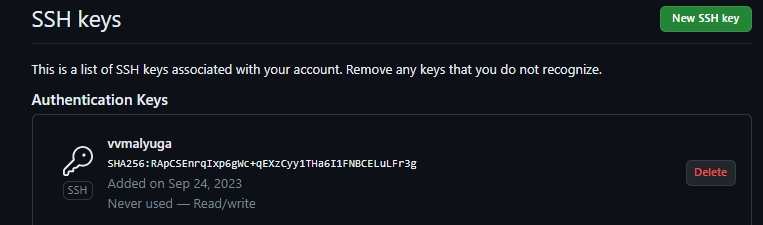 SSH keys
New SSH key
This is a list of SSH keys associated with your account. Remove any keys that you do not recognize.
Authentication Keys
vvmalyuga
SHA256:RApCSEnrqIxp6gWc+qEXzCyy1THa6I1FNBCELuLFr3g
Added on Sep 24, 2023
Never used — Read/write
SSH
Delete